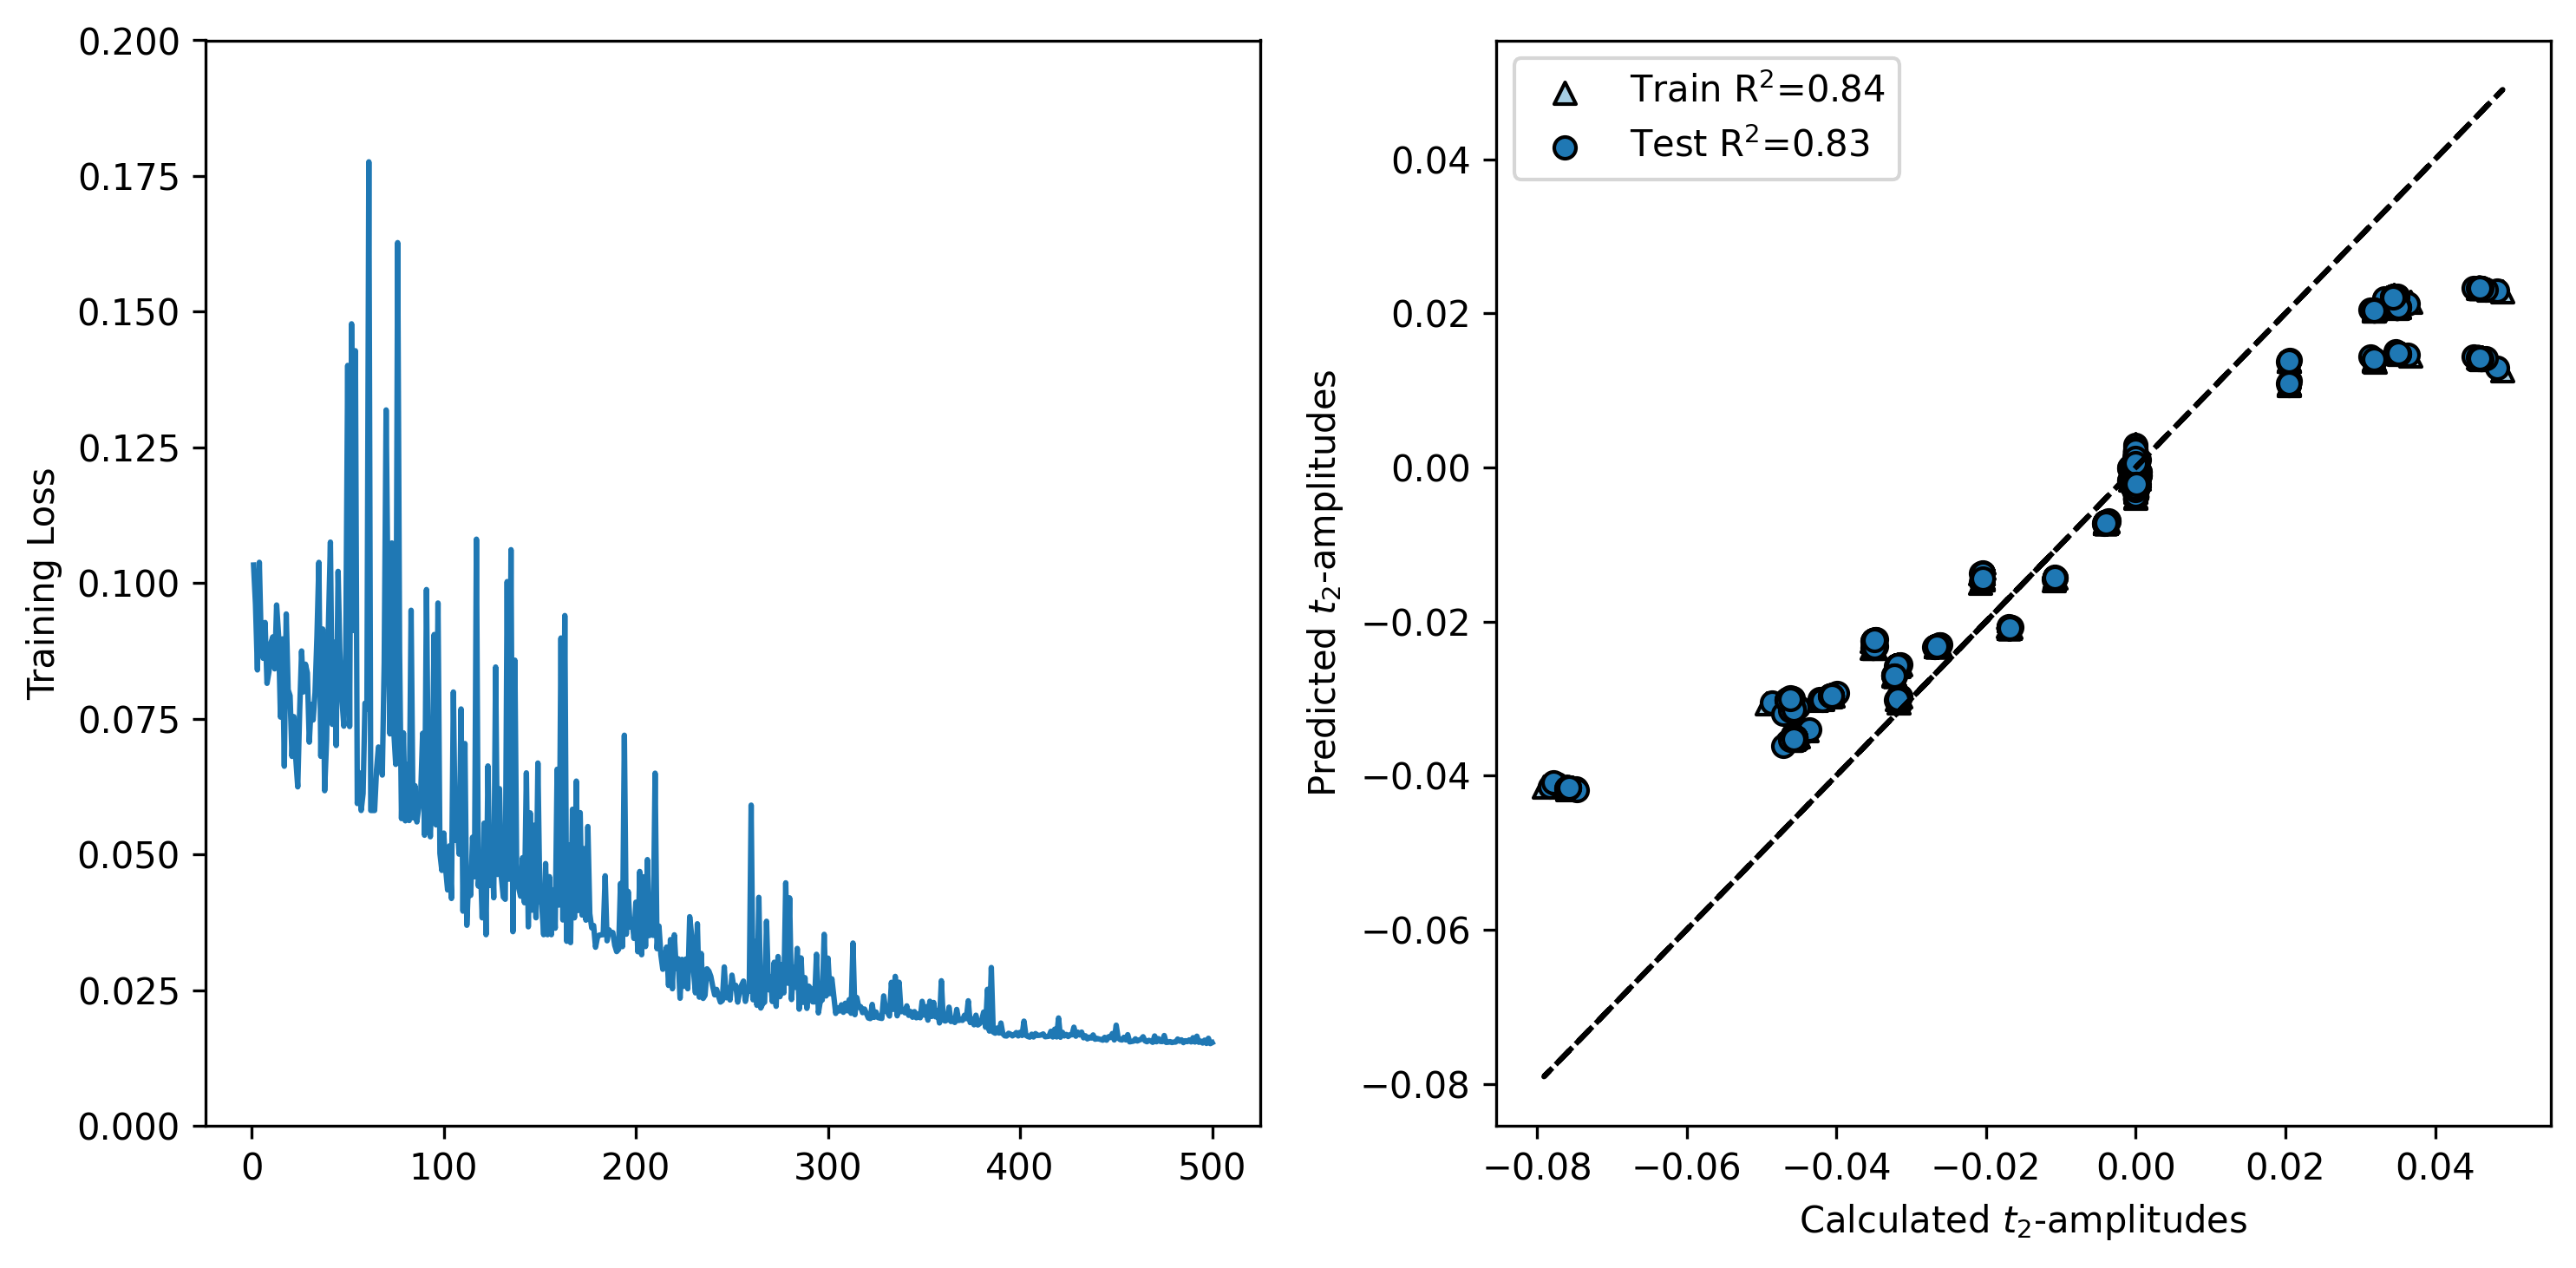 0.200
0.175
0.150
0.125
0.100
0.075
0.050
0.025
0.000
Training Loss
0 100 200 300 400 500
Train R²=0.84
Test R²=0.83
0.04
0.02
0.00
−0.02
−0.04
−0.06
−0.08
Predicted t₂-amplitudes
−0.08 −0.06 −0.04 −0.02 0.00 0.02 0.04
Calculated t₂-amplitudes